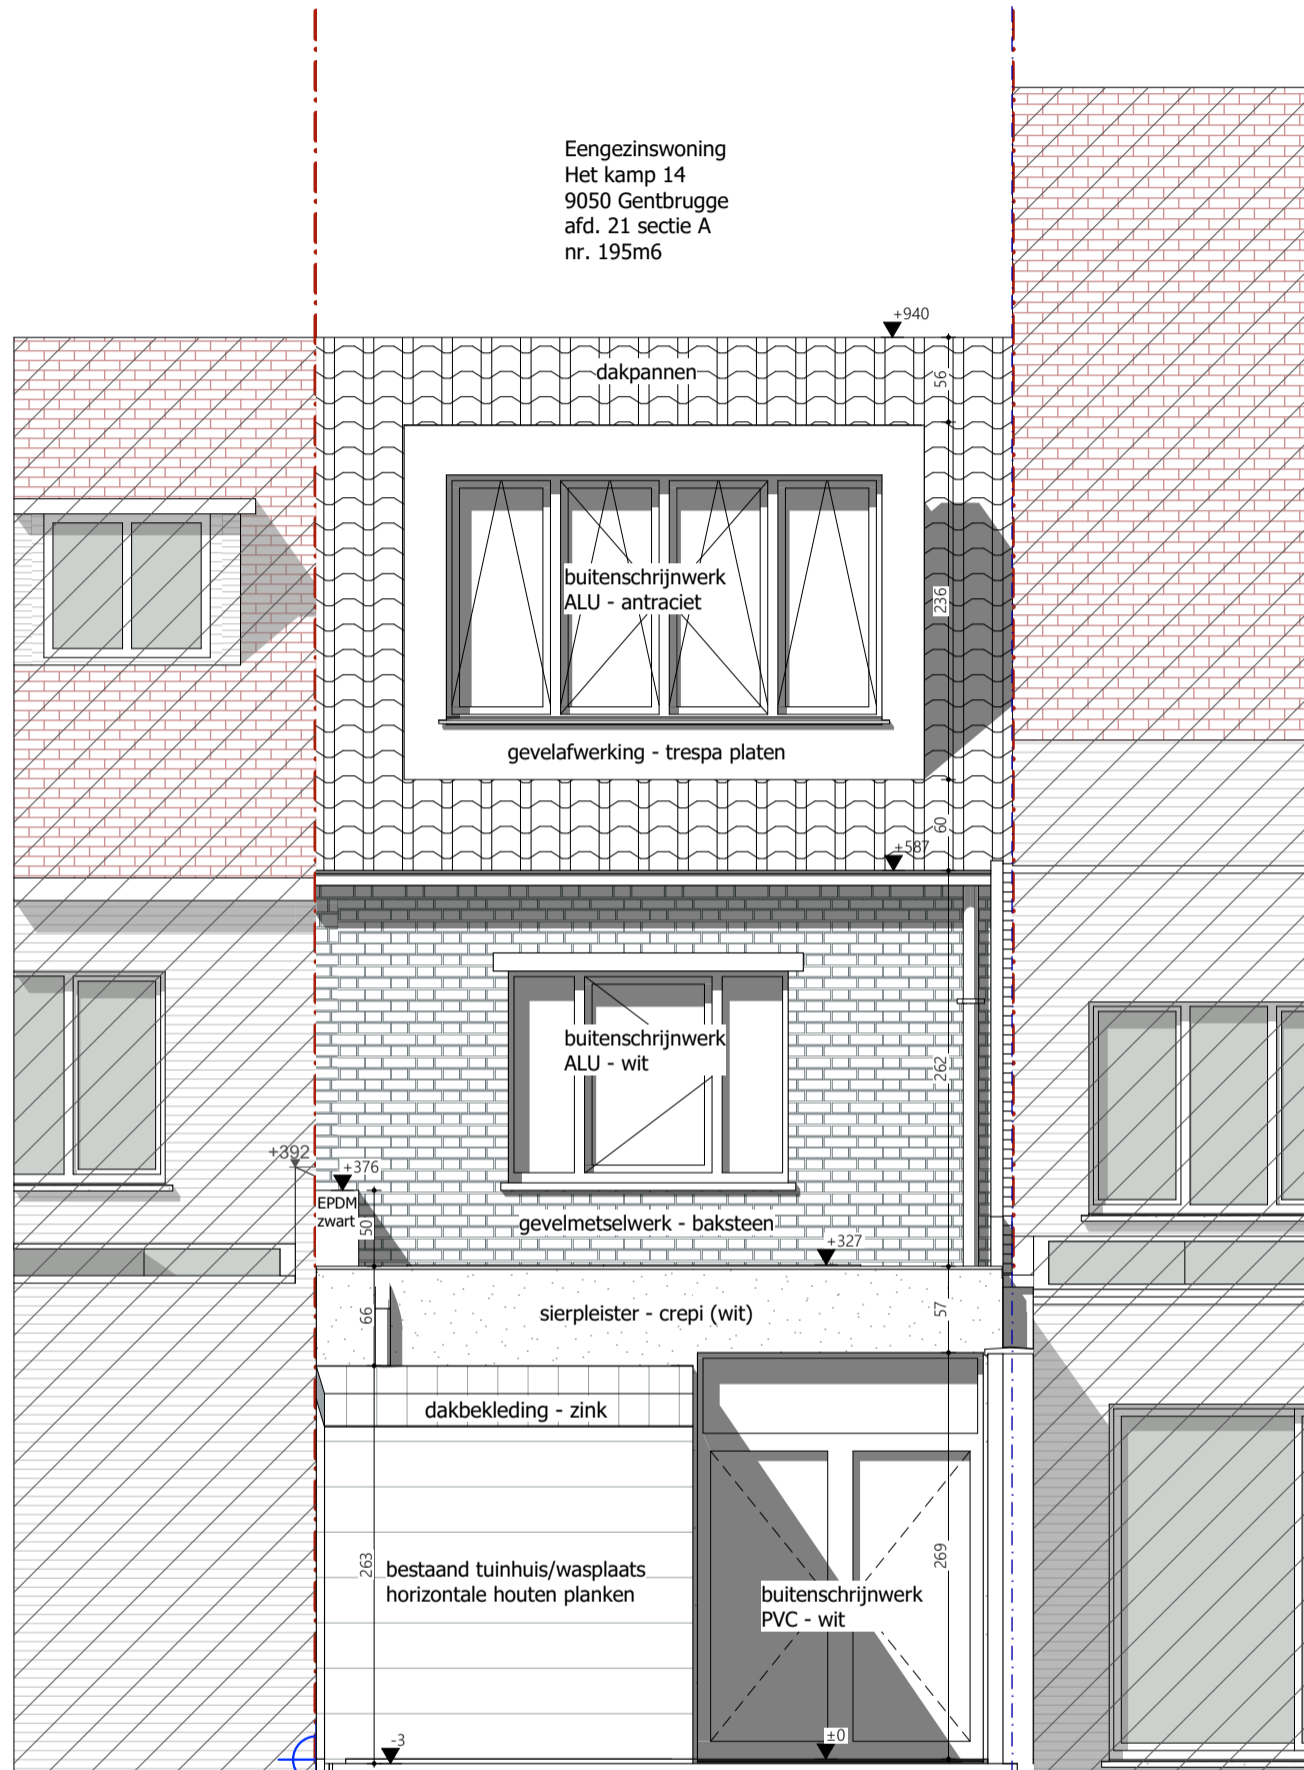 Eengezinswoning
Het kamp 14
9050 Gentbrugge
afd. 21 sectie A
nr. 195m6
+940
dakpannen
56
buitenschrijnwerk
ALU - antraciet
236
gevelafwerking - trespa platen
60
+587
buitenschrijnwerk
ALU - wit
262
+392
+376
EPDM
zwart
50
gevelmetselwerk - baksteen
+327
sierpleister - crepi (wit)
66
57
dakbekleding - zink
263
bestaand tuinhuis/wasplaats
horizontale houten planken
269
buitenschrijnwerk
PVC - wit
-3
±0